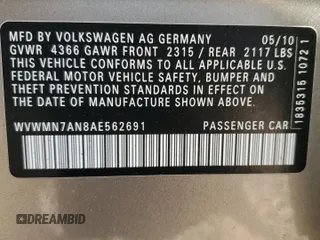 MFD BY VOLKSWAGEN AG GERMANY 05/10
GVWR 4366 GAWR FRONT 2315 / REAR 2117 LBS
THIS VEHICLE CONFORMS TO ALL APPLICABLE
FEDERAL MOTOR VEHICLE SAFETY, BUMPER AND
THEFT PREVENTION STANDARDS IN EFFECT ON
THE DATE OF MANUFACTURE SHOWN ABOVE
WVWMN7AN8AE562691 PASSENGER CAR
1835315 1072 1
DREAMBID